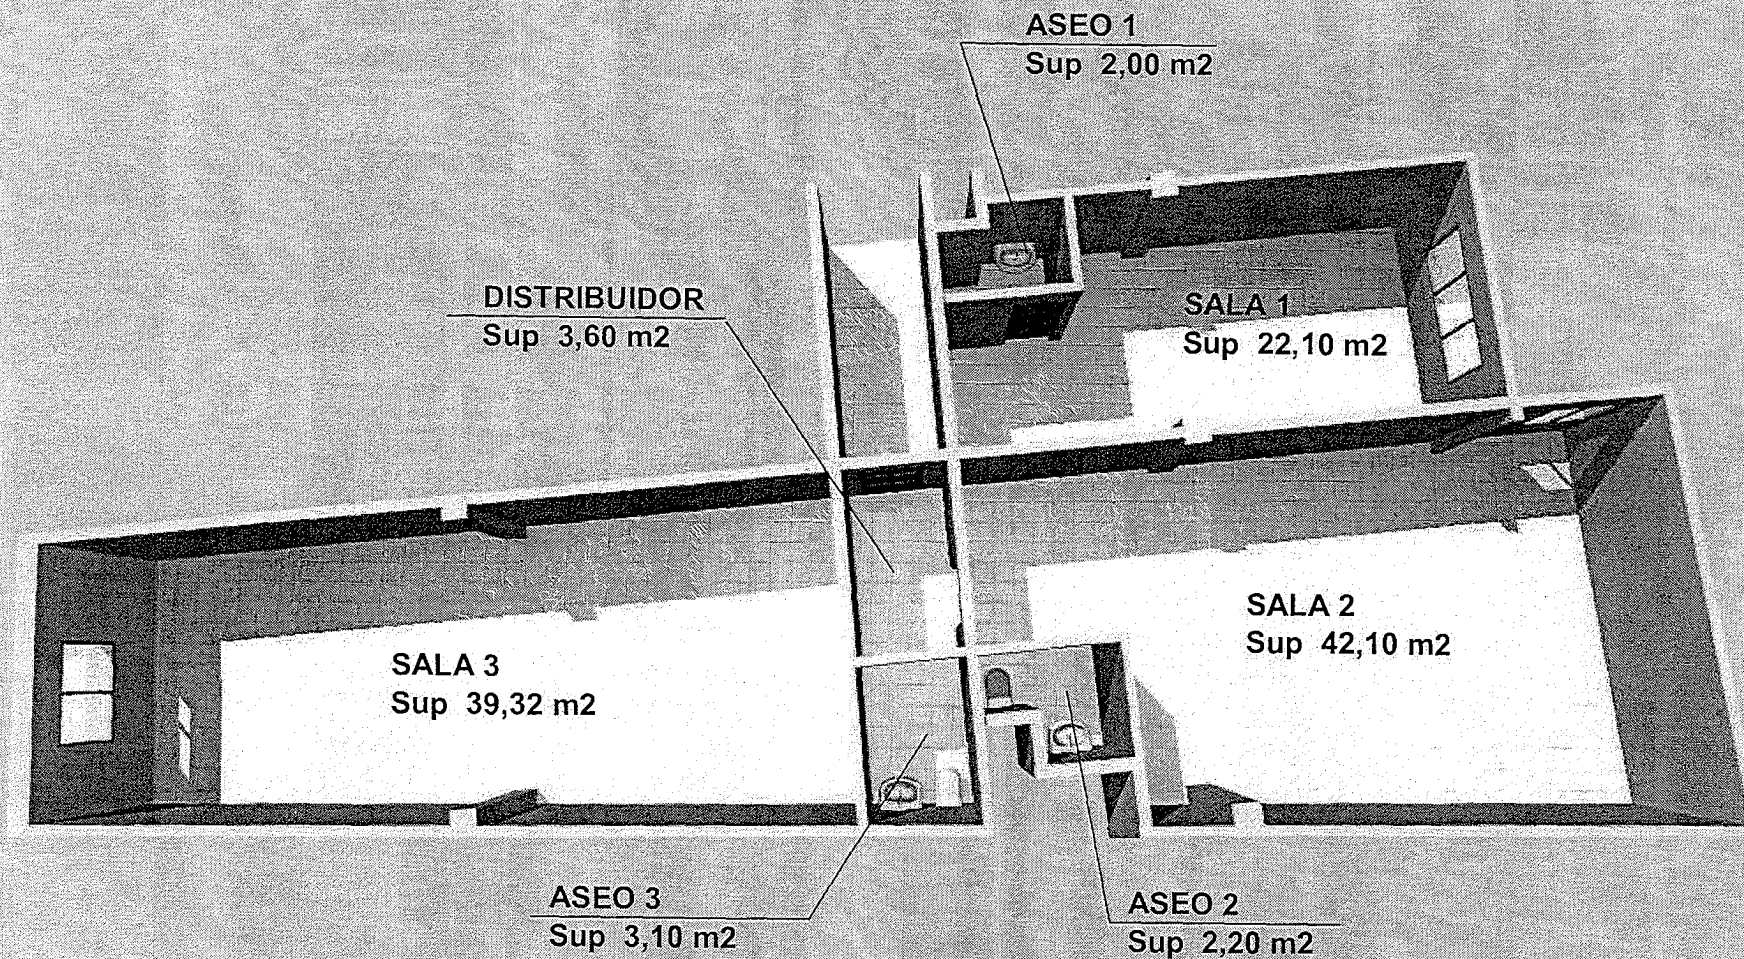 ASEO 1
Sup 2,00 m2
DISTRIBUIDOR
Sup 3,60 m2
SALA 1
Sup 22,10 m2
SALA 2
Sup 42,10 m2
SALA 3
Sup 39,32 m2
ASEO 3
Sup 3,10 m2
ASEO 2
Sup 2,20 m2